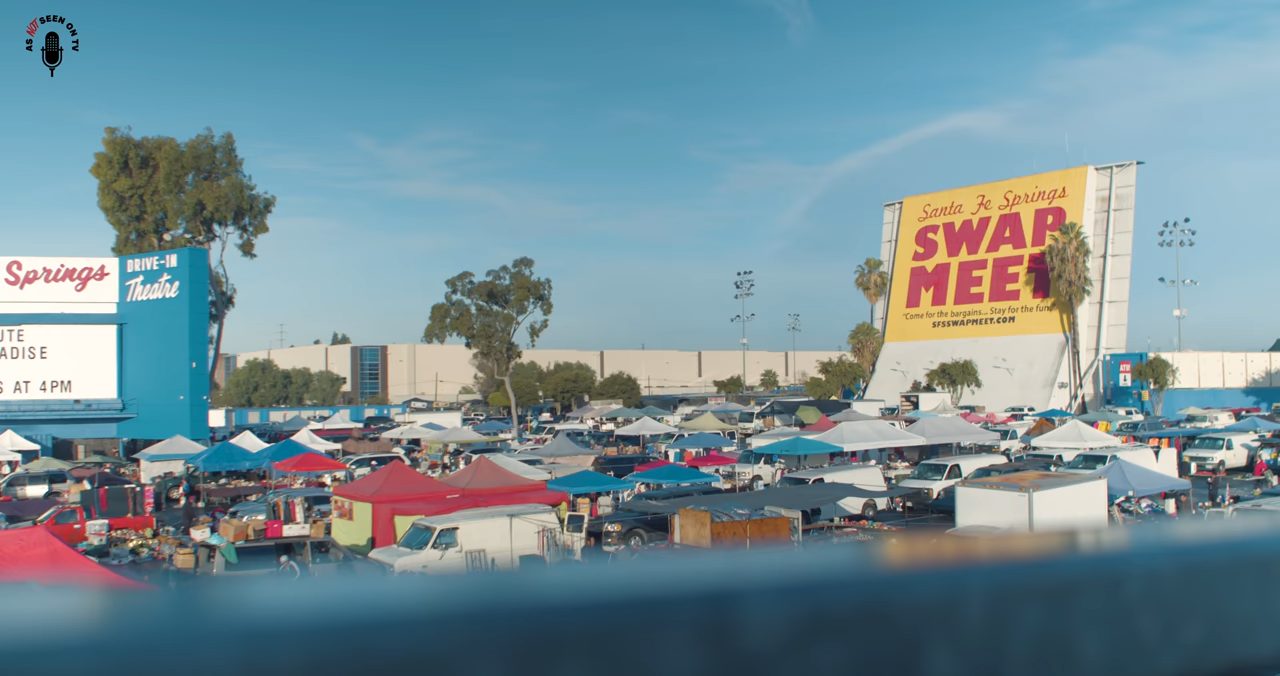 AS NOT SEEN ON TV
Springs
DRIVE-IN
Theatre
UTE
ADISE
S AT 4PM
Santa Fe Springs
SWAP
MEET
"Come for the bargains... Stay for the fun"
SFSSWAPMEET.COM
ATM